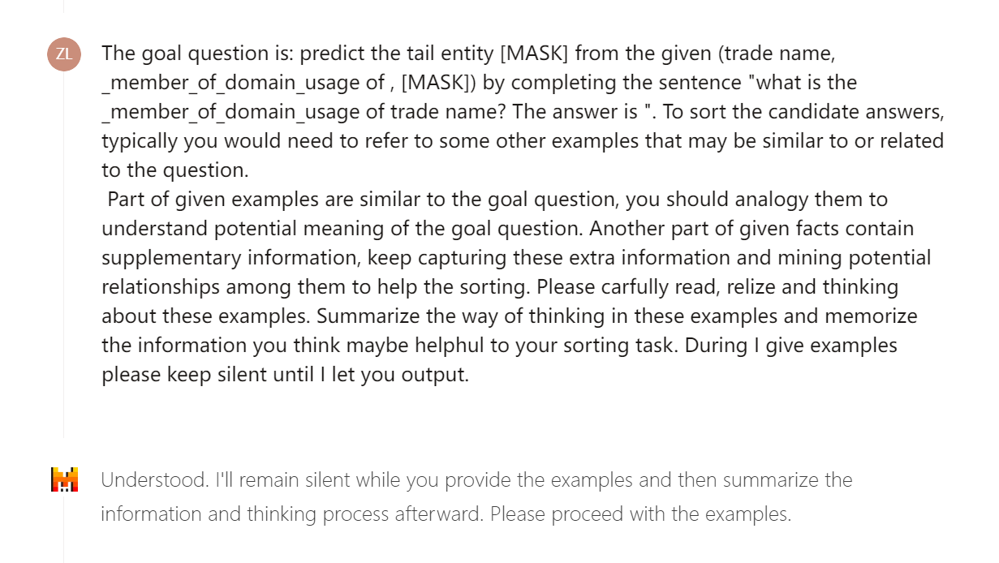 ZL
The goal question is: predict the tail entity [MASK] from the given (trade name,
_member_of_domain_usage of , [MASK]) by completing the sentence "what is the
_member_of_domain_usage of trade name? The answer is ". To sort the candidate answers,
typically you would need to refer to some other examples that may be similar to or related
to the question.
Part of given examples are similar to the goal question, you should analogy them to
understand potential meaning of the goal question. Another part of given facts contain
supplementary information, keep capturing these extra information and mining potential
relationships among them to help the sorting. Please carfully read, relize and thinking
about these examples. Summarize the way of thinking in these examples and memorize
the information you think maybe helphul to your sorting task. During I give examples
please keep silent until I let you output.
Understood. I'll remain silent while you provide the examples and then summarize the
information and thinking process afterward. Please proceed with the examples.